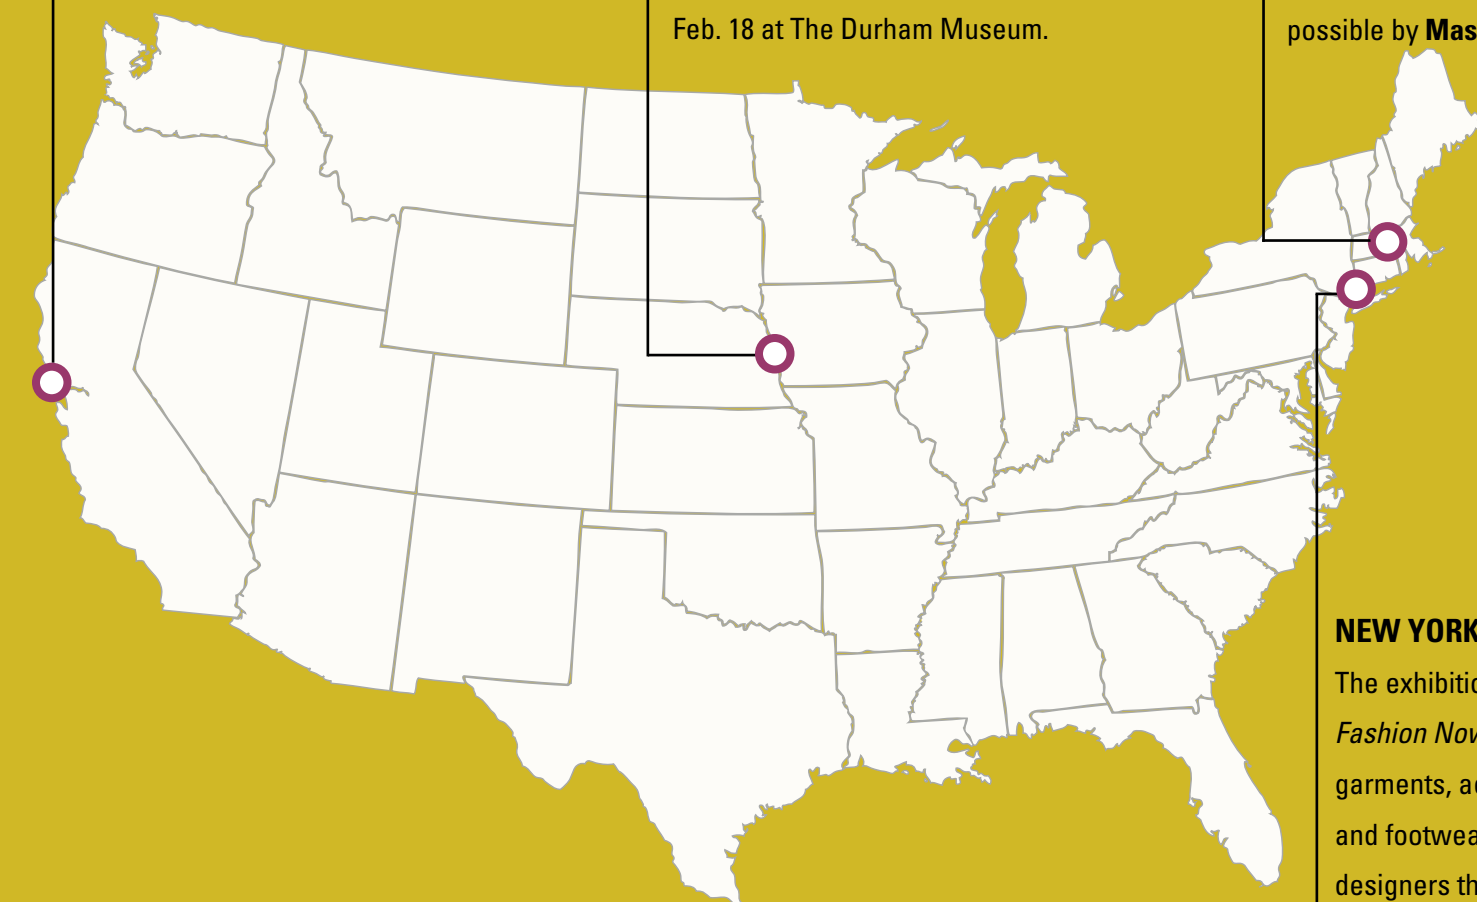 Feb. 18 at The Durham Museum.
possible by Mas
NEW YORK
The exhibitio
Fashion Nov
garments, a
and footwea
designers th